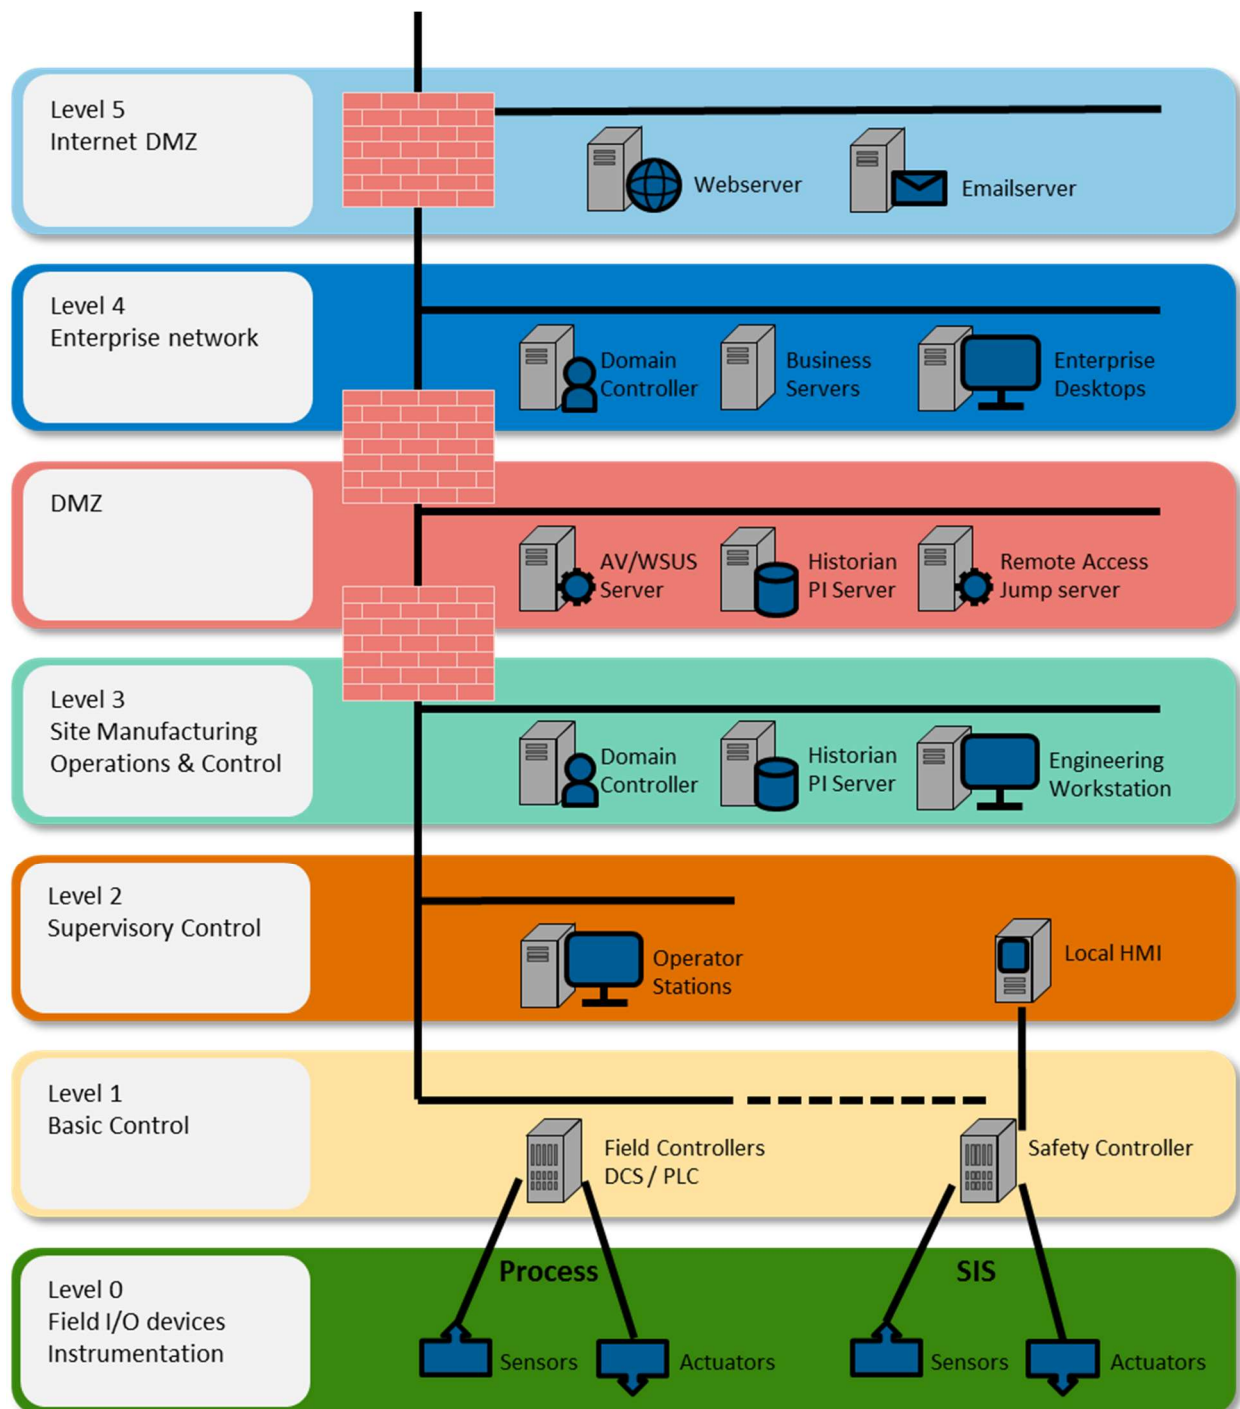 Level 5
Internet DMZ
Webserver
Emailserver
Level 4
Enterprise network
Domain
Controller
Business
Servers
Enterprise
Desktops
DMZ
AV/WSUS
Server
Historian
PI Server
Remote Access
Jump server
Level 3
Site Manufacturing
Operations & Control
Domain
Controller
Historian
PI Server
Engineering
Workstation
Level 2
Supervisory Control
Operator
Stations
Local HMI
Level 1
Basic Control
Field Controllers
DCS / PLC
Safety Controller
Level 0
Field I/O devices
Instrumentation
Process
SIS
Sensors
Actuators
Sensors
Actuators